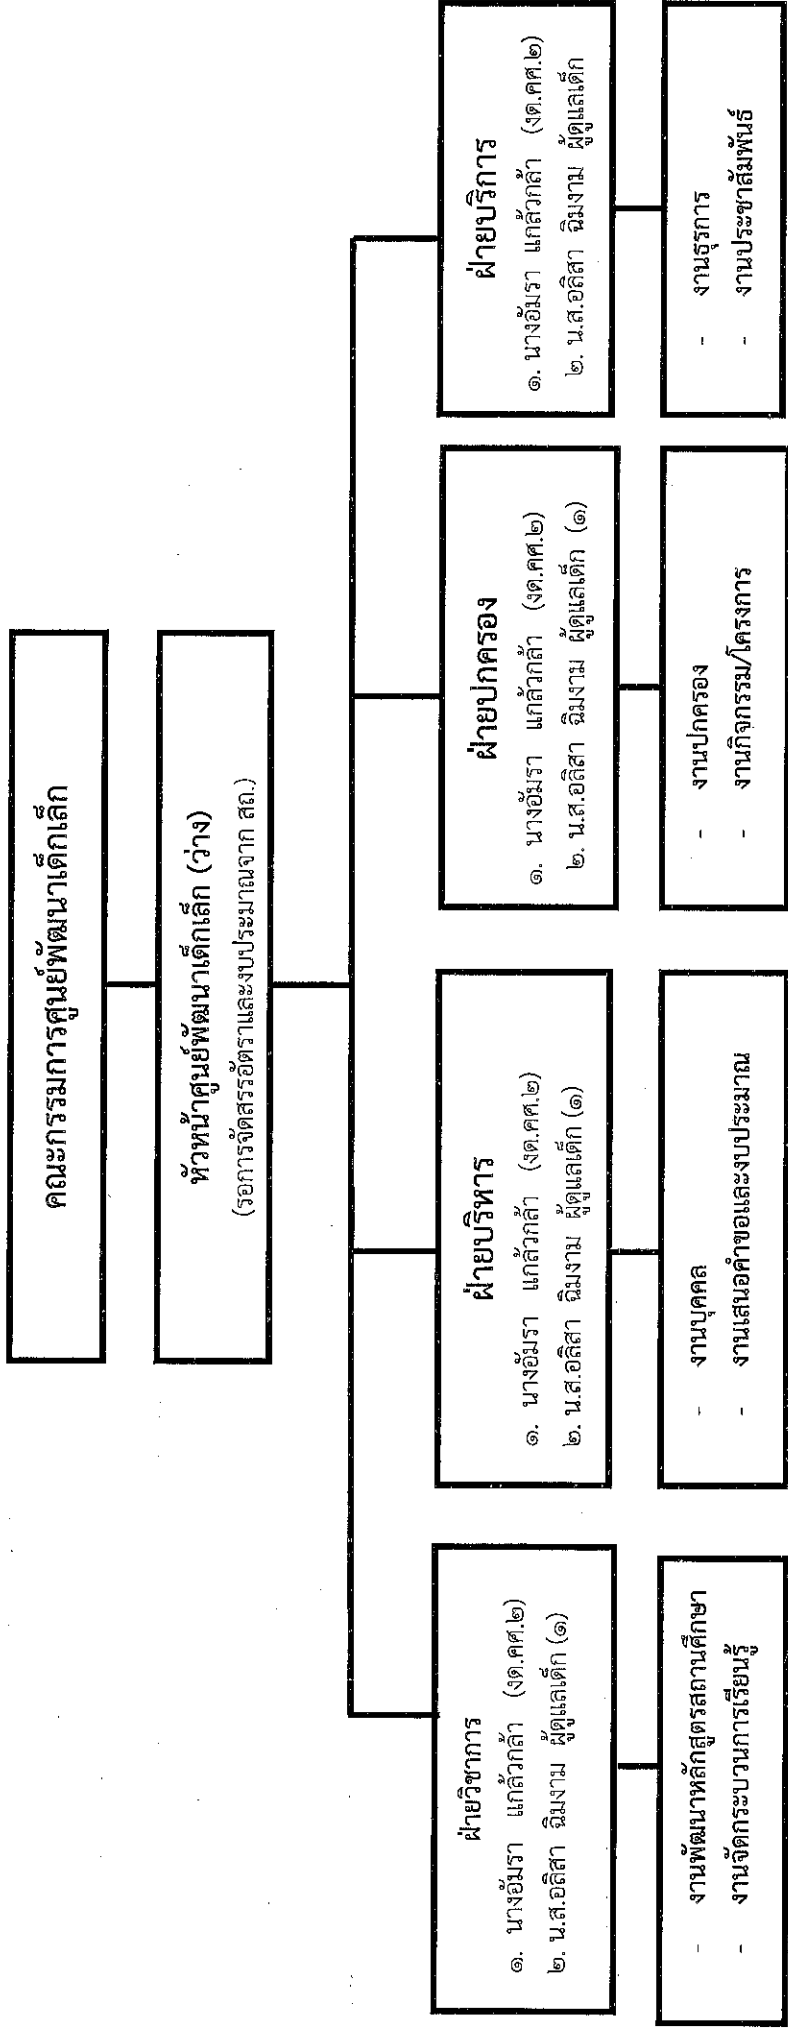 คณะกรรมการศูนย์พัฒนาเด็กเล็ก
หัวหน้าศูนย์พัฒนาเด็กเล็ก (ว่าง)
(รอการจัดสรรอัตราและงบประมาณจาก สถ.)
ฝ่ายวิชาการ
๑. นางอัมรา แกล้วกล้า (งด.คศ.๒)
๒. น.ส.อลิสา ฉิมงาม ผู้ดูแลเด็ก (๑)
- งานพัฒนาหลักสูตรสถานศึกษา
- งานจัดกระบวนการเรียนรู้
ฝ่ายบริหาร
๑. นางอัมรา แกล้วกล้า (งด.คศ.๒)
๒. น.ส.อลิสา ฉิมงาม ผู้ดูแลเด็ก (๑)
- งานบุคคล
- งานเสนอคำขอและงบประมาณ
ฝ่ายปกครอง
๑. นางอัมรา แกล้วกล้า (งด.คศ.๒)
๒. น.ส.อลิสา ฉิมงาม ผู้ดูแลเด็ก (๑)
- งานปกครอง
- งานกิจกรรม/โครงการ
ฝ่ายบริการ
๑. นางอัมรา แกล้วกล้า (งด.คศ.๒)
๒. น.ส.อลิสา ฉิมงาม ผู้ดูแลเด็ก
- งานธุรการ
- งานประชาสัมพันธ์